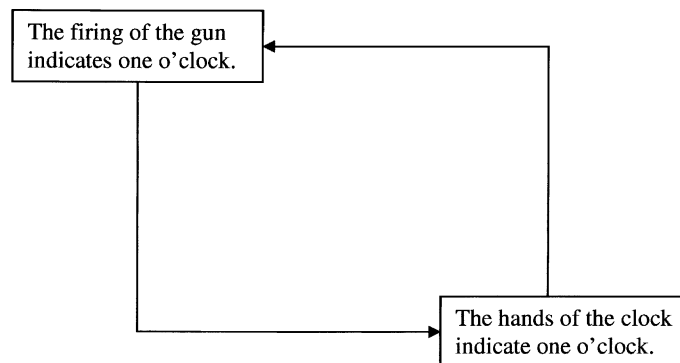 The firing of the gun
indicates one o’clock.
The hands of the clock
indicate one o’clock.